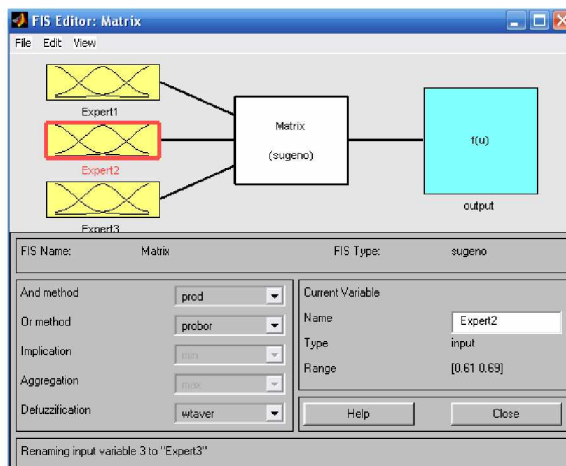 FIS Editor: Matrix
File Edit View
Expert1
Expert2
Expert3
Matrix
(sugeno)
f(u)
output
FIS Name: Matrix FIS Type: sugeno
And method prod
Or method probor
Implication min
Aggregation max
Defuzzification wtaver
Current Variable
Name Expert2
Type input
Range [0.61 0.69]
Help Close
Renaming input variable 3 to "Expert3"